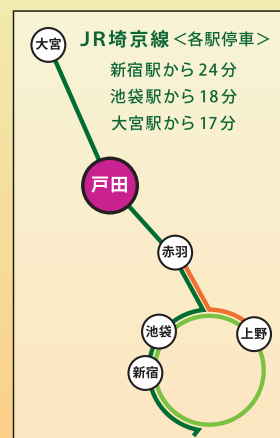 JR埼京線<各駅停車>
新宿駅から24分
池袋駅から18分
大宮駅から17分
大宮
戸田
赤羽
池袋
上野
新宿